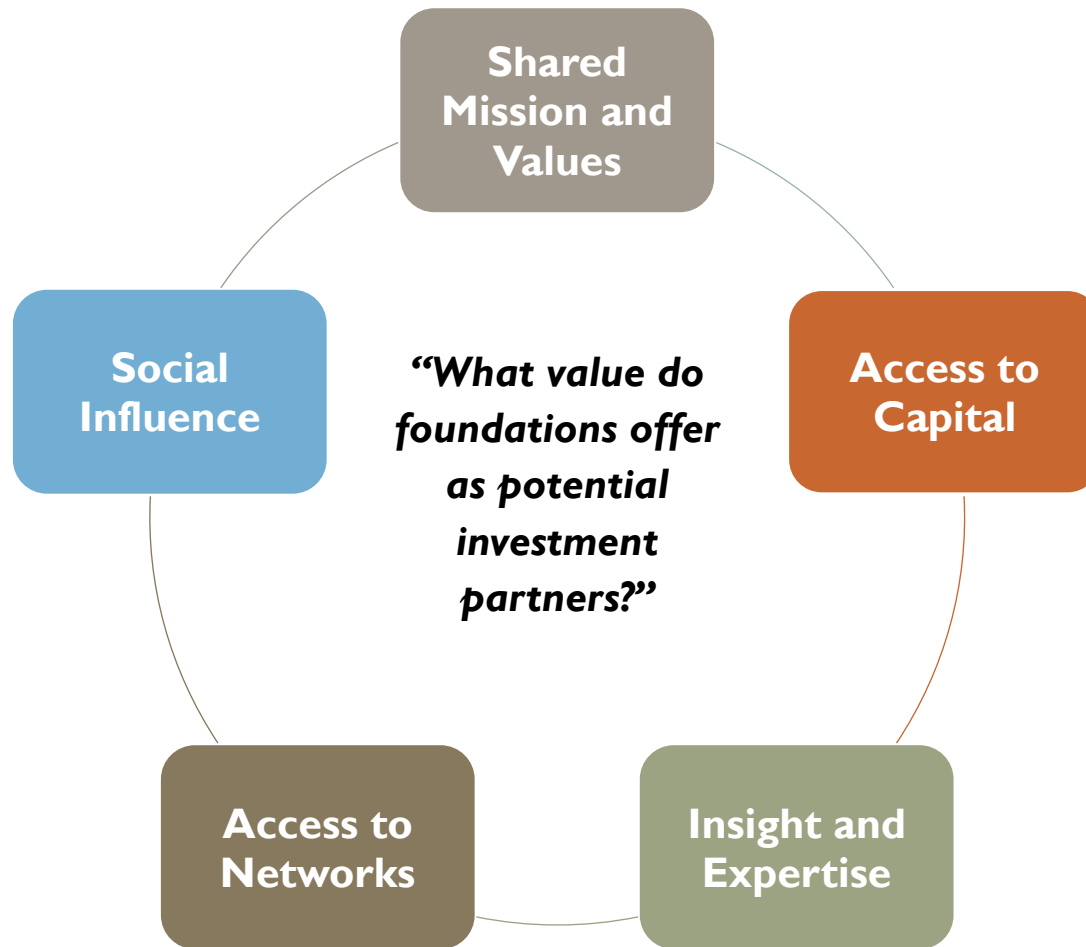 Shared
Mission and
Values
Access to
Capital
Insight and
Expertise
Access to
Networks
Social
Influence
“What value do
foundations offer
as potential
investment
partners?”